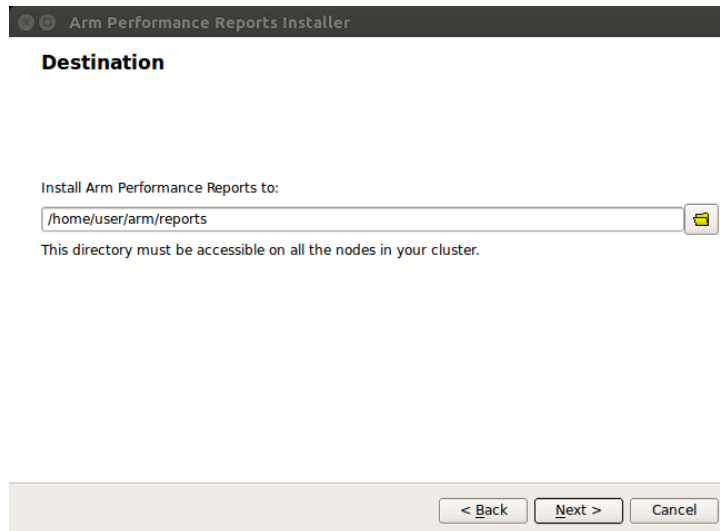 Arm Performance Reports Installer
Destination
Install Arm Performance Reports to:
/home/user/arm/reports
This directory must be accessible on all the nodes in your cluster.
< Back Next > Cancel